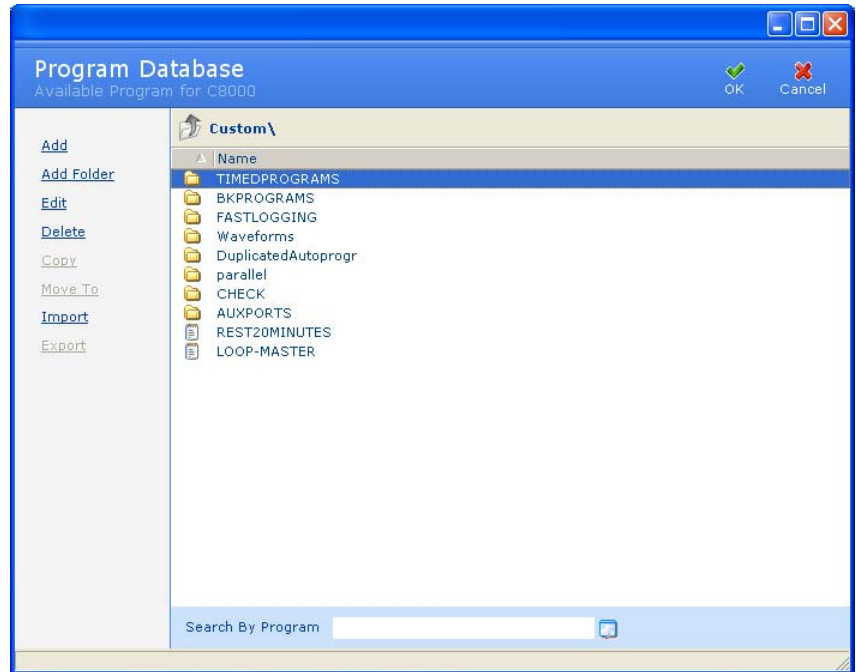 Program Database
Available Program for C8000
OK
Cancel
Add
Add Folder
Edit
Delete
Copy
Move To
Import
Export
Custom\
Name
TIMEDPROGRAMS
BKPROGRAMS
FASTLOGGING
Waveforms
DuplicatedAutoprogr
parallel
CHECK
AUXPORTS
REST20MINUTES
LOOP-MASTER
Search By Program